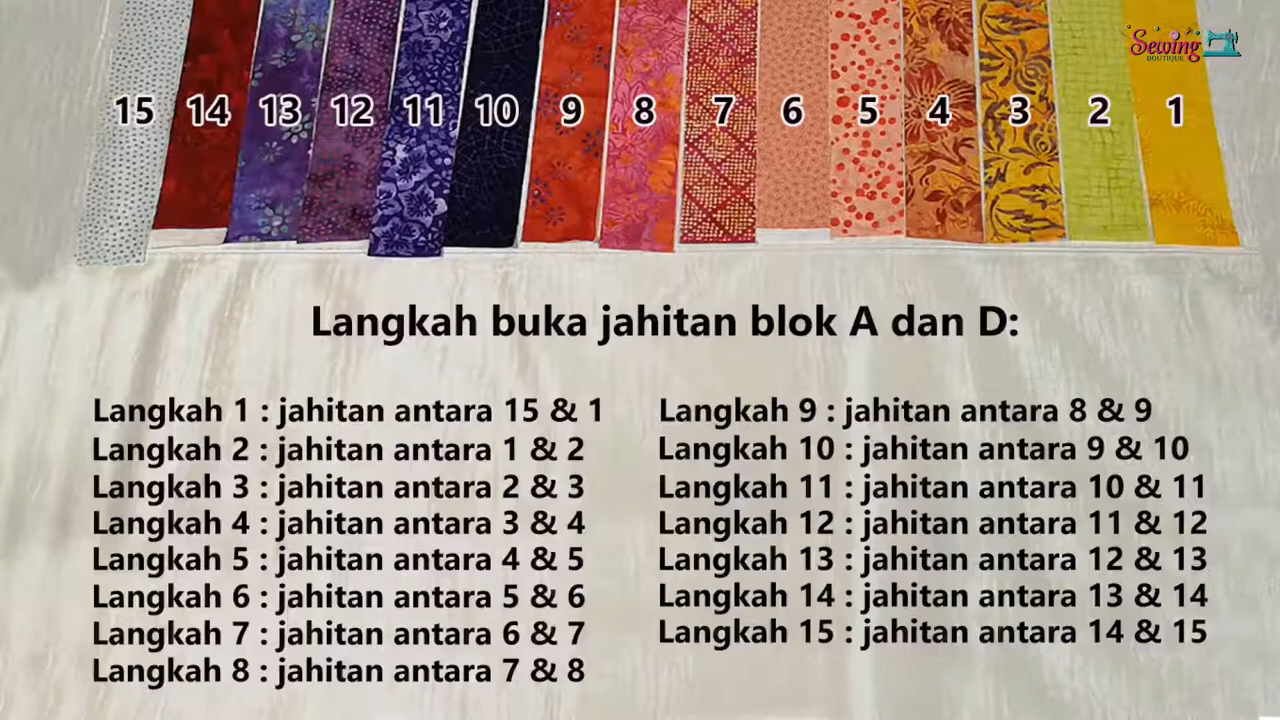 Sewing
BOUTIQUE
15 14 13 12 11 10 9 8 7 6 5 4 3 2 1
Langkah buka jahitan blok A dan D:
Langkah 1 : jahitan antara 15 & 1
Langkah 2 : jahitan antara 1 & 2
Langkah 3 : jahitan antara 2 & 3
Langkah 4 : jahitan antara 3 & 4
Langkah 5 : jahitan antara 4 & 5
Langkah 6 : jahitan antara 5 & 6
Langkah 7 : jahitan antara 6 & 7
Langkah 8 : jahitan antara 7 & 8
Langkah 9 : jahitan antara 8 & 9
Langkah 10 : jahitan antara 9 & 10
Langkah 11 : jahitan antara 10 & 11
Langkah 12 : jahitan antara 11 & 12
Langkah 13 : jahitan antara 12 & 13
Langkah 14 : jahitan antara 13 & 14
Langkah 15 : jahitan antara 14 & 15